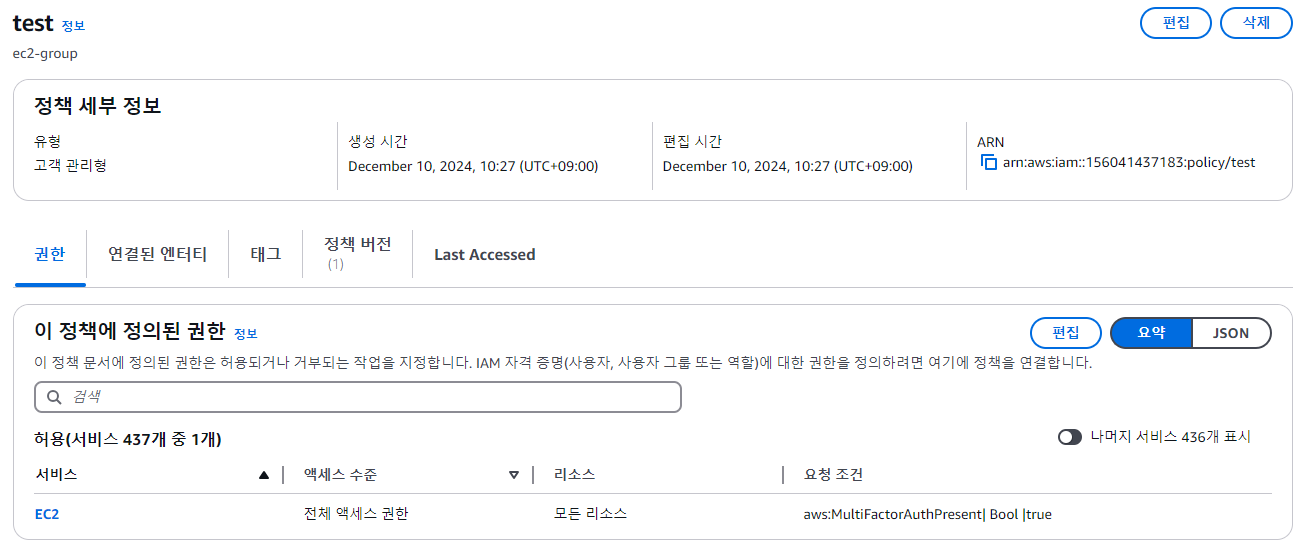 test 정보
편집
삭제
ec2-group
정책 세부 정보
유형
고객 관리형
생성 시간
December 10, 2024, 10:27 (UTC+09:00)
편집 시간
December 10, 2024, 10:27 (UTC+09:00)
ARN
arn:aws:iam::156041437183:policy/test
권한
연결된 엔터티
태그
정책 버전
(1)
Last Accessed
이 정책에 정의된 권한 정보
편집
요약
JSON
이 정책 문서에 정의된 권한은 허용되거나 거부되는 작업을 지정합니다. IAM 자격 증명(사용자, 사용자 그룹 또는 역할)에 대한 권한을 정의하려면 여기에 정책을 연결합니다.
검색
허용(서비스 437개 중 1개)
나머지 서비스 436개 표시
서비스
액세스 수준
리소스
요청 조건
EC2
전체 액세스 권한
모든 리소스
aws:MultiFactorAuthPresent| Bool |true